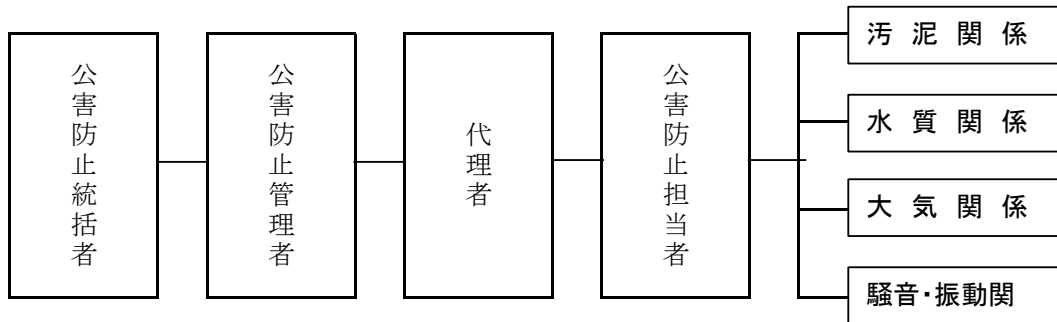 公害防止統括者
公害防止管理者
代理者
公害防止担当者
汚泥関係
水質関係
大気関係
騒音・振動関